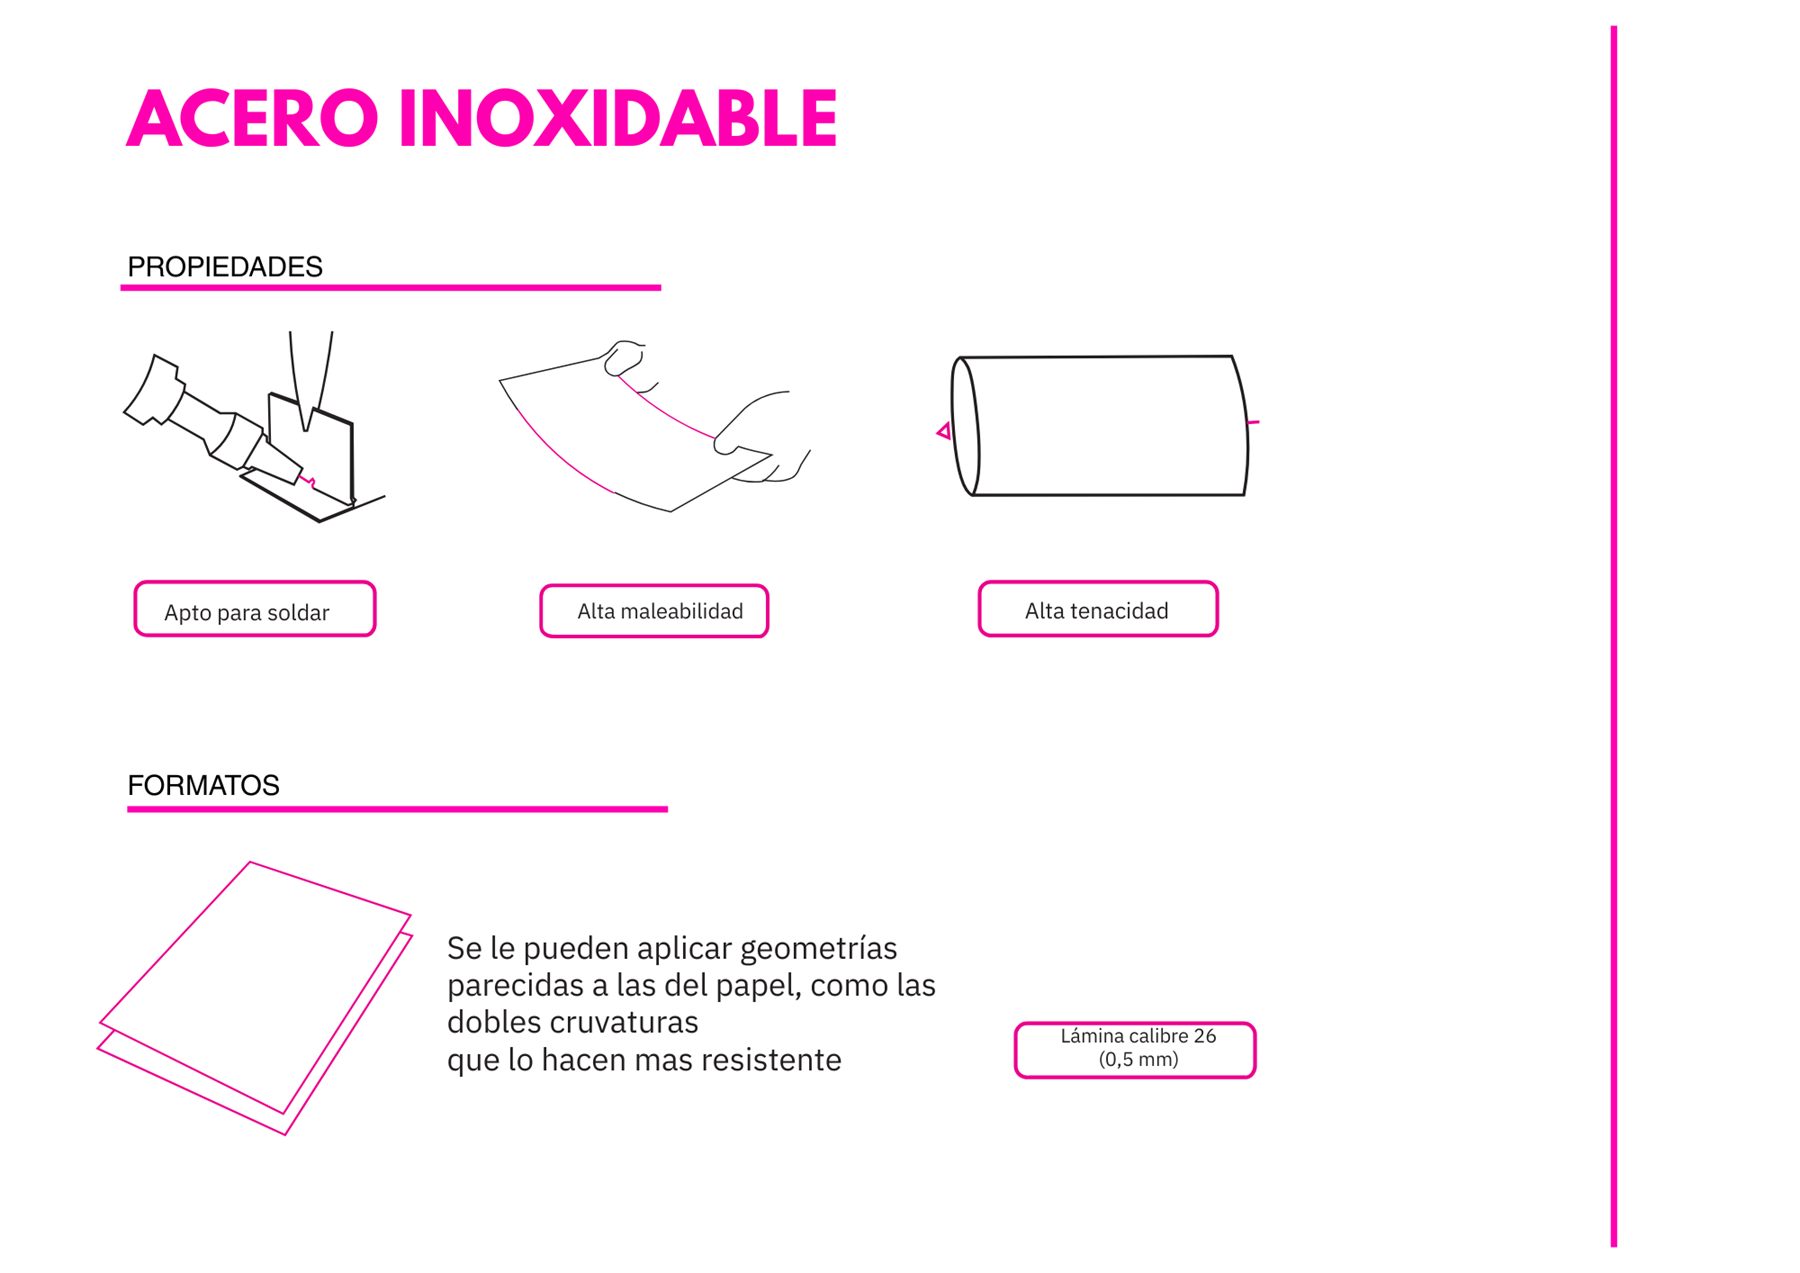 ACERO INOXIDABLE
PROPIEDADES
Apto para soldar
Alta maleabilidad
Alta tenacidad
FORMATOS
Se le pueden aplicar geometrías
parecidas a las del papel, como las
dobles cruvaturas
que lo hacen mas resistente
Lámina calibre 26
(0,5 mm)